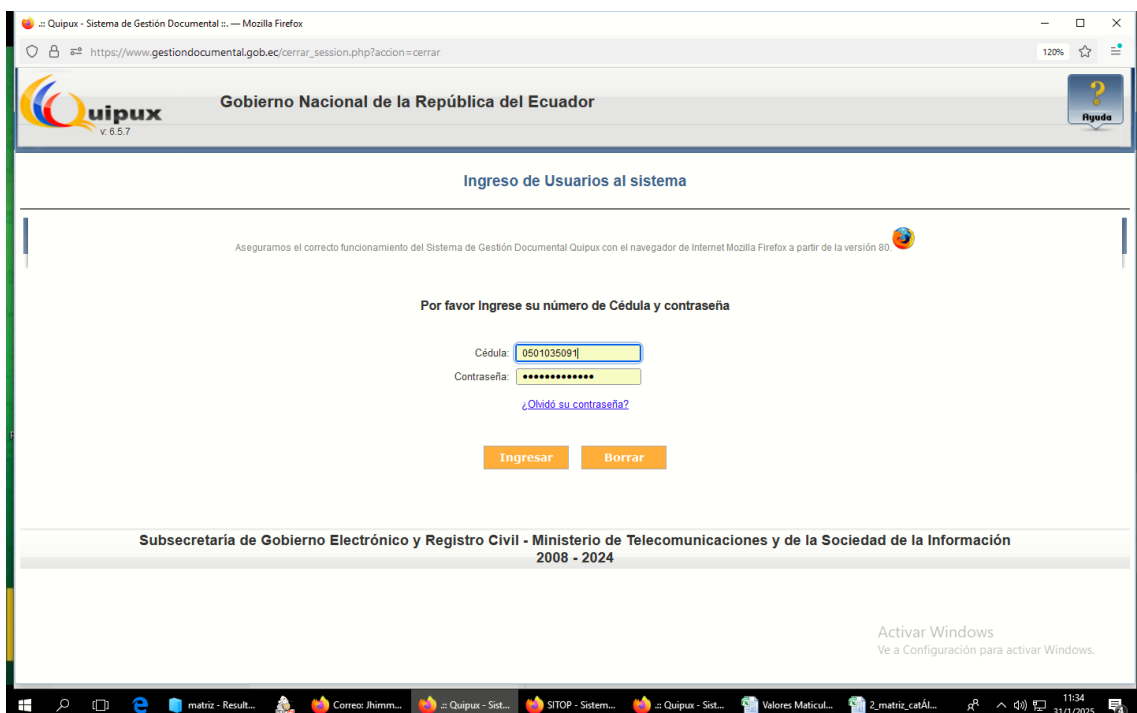 .:: Quipux - Sistema de Gestión Documental ::. — Mozilla Firefox
https://www.gestiondocumental.gob.ec/cerrar_session.php?accion=cerrar
120%
Quipux
v: 6.5.7
Gobierno Nacional de la República del Ecuador
?
Ayuda
Ingreso de Usuarios al sistema
Aseguramos el correcto funcionamiento del Sistema de Gestión Documental Quipux con el navegador de Internet Mozilla Firefox a partir de la versión 80.
Por favor Ingrese su número de Cédula y contraseña
Cédula: 0501035091
Contraseña: •••••••••••••
¿Olvidó su contraseña?
Ingresar Borrar
Subsecretaría de Gobierno Electrónico y Registro Civil - Ministerio de Telecomunicaciones y de la Sociedad de la Información
2008 - 2024
Activar Windows
Ve a Configuración para activar Windows.
matriz - Result... Correo: Jhimm... .:: Quipux - Sist... SITOP - Sistem... .:: Quipux - Sist... Valores Maticul... 2_matriz_catÁl... 11:34
31/1/2025
4